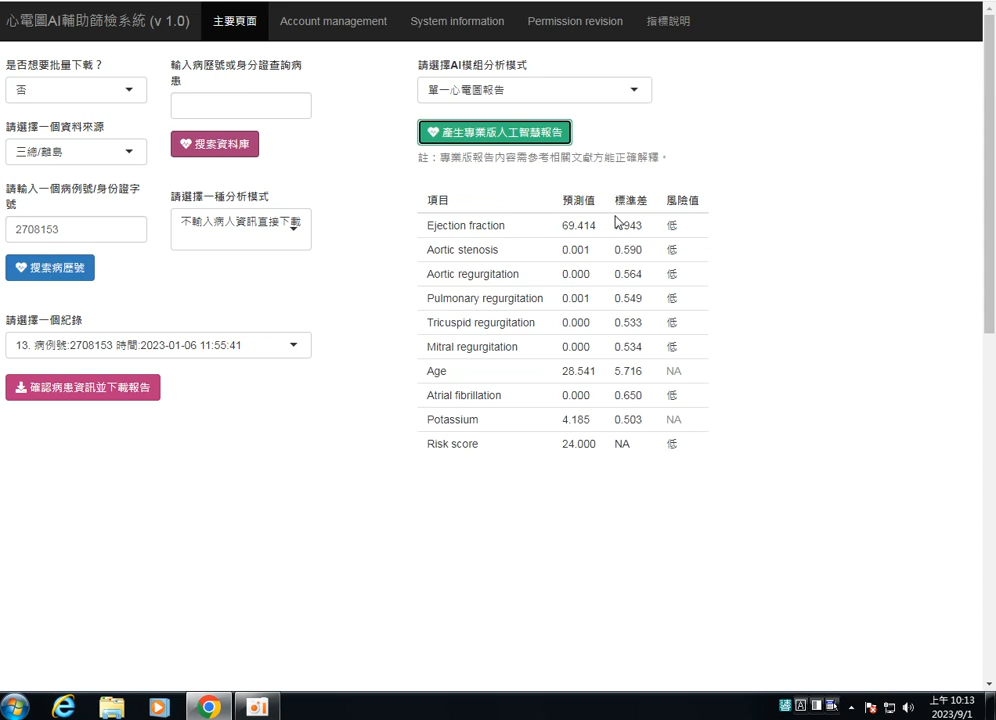 心電圖AI輔助篩檢系統 (v 1.0)
主要頁面
Account management
System information
Permission revision
指標說明
是否想要批量下載？
否
請選擇一個資料來源
三總/離島
請輸入一個病例號/身份證字號
2708153
搜索病歷號
輸入病歷號或身分證查詢病患
搜索資料庫
請選擇一種分析模式
不輸入病人資訊直接下載
請選擇一個紀錄
13. 病例號:2708153 時間:2023-01-06 11:55:41
確認病患資訊並下載報告
請選擇AI模組分析模式
單一心電圖報告
產生專業版人工智慧報告
註：專業版報告內容需參考相關文獻方能正確解釋。
項目 預測值 標準差 風險值
Ejection fraction 69.414 低
Aortic stenosis 0.001 0.590 低
Aortic regurgitation 0.000 0.564 低
Pulmonary regurgitation 0.001 0.549 低
Tricuspid regurgitation 0.000 0.533 低
Mitral regurgitation 0.000 0.534 低
Age 28.541 5.716 NA
Atrial fibrillation 0.000 0.650 低
Potassium 4.185 0.503 NA
Risk score 24.000 NA 低
上午 10:13
2023/9/1